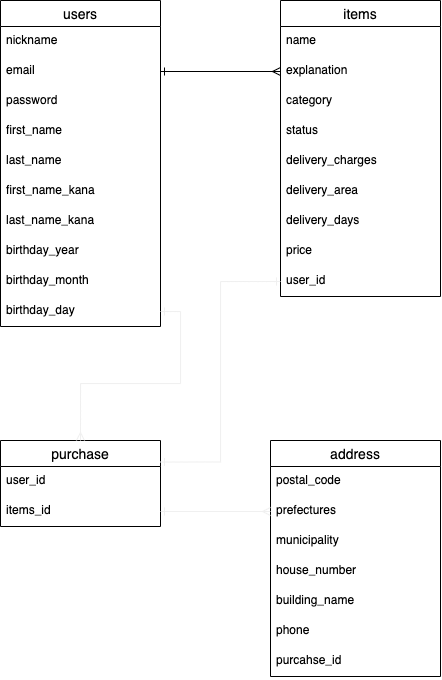 users
nickname
email
password
first_name
last_name
first_name_kana
last_name_kana
birthday_year
birthday_month
birthday_day
items
name
explanation
category
status
delivery_charges
delivery_area
delivery_days
price
user_id
purchase
user_id
items_id
address
postal_code
prefectures
municipality
house_number
building_name
phone
purcahse_id